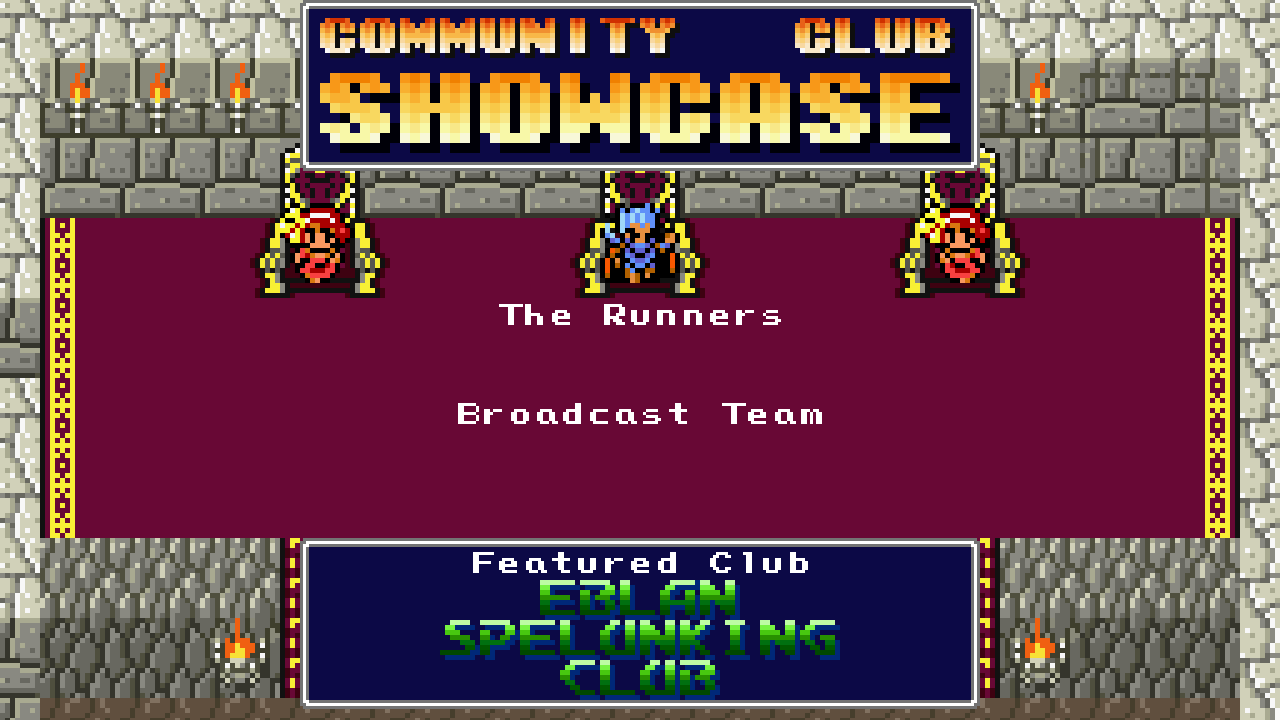 COMMUNITY CLUB
SHOWCASE
The Runners
Broadcast Team
Featured Club
EBLAN
SPELUNKING
CLUB